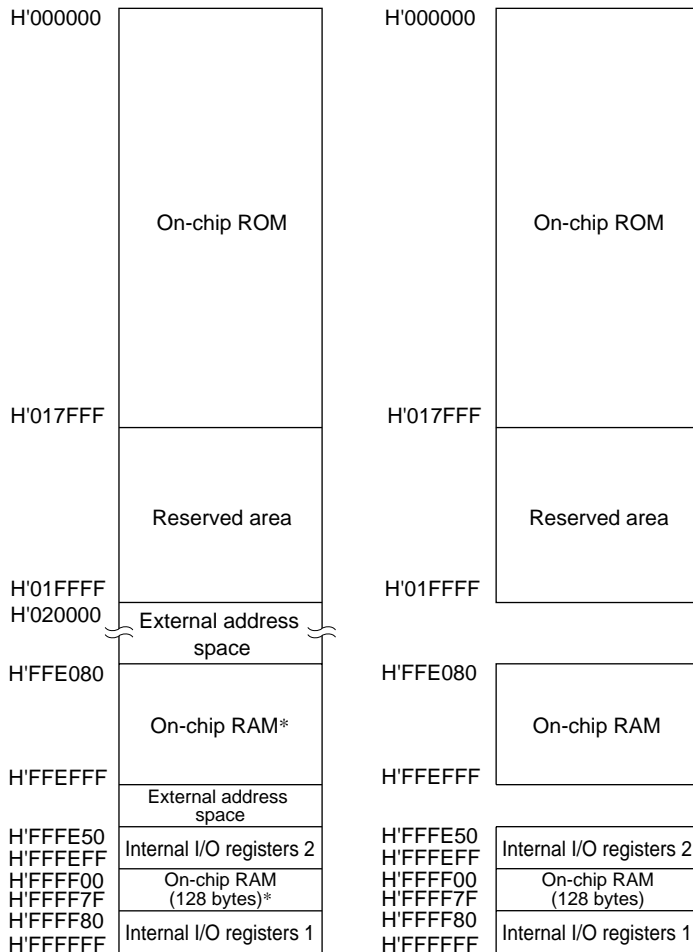 H'000000
On-chip ROM
H'017FFF
Reserved area
H'01FFFF
H'020000
External address
space
H'FFE080
On-chip RAM*
H'FFEFFF
External address
space
H'FFFE50
Internal I/O registers 2
H'FFFEFF
H'FFFF00
On-chip RAM
(128 bytes)*
H'FFFF7F
H'FFFF80
Internal I/O registers 1
H'FFFFFF
H'000000
On-chip ROM
H'017FFF
Reserved area
H'01FFFF
H'FFE080
On-chip RAM
H'FFEFFF
H'FFFE50
Internal I/O registers 2
H'FFFEFF
H'FFFF00
On-chip RAM
(128 bytes)
H'FFFF7F
H'FFFF80
Internal I/O registers 1
H'FFFFFF